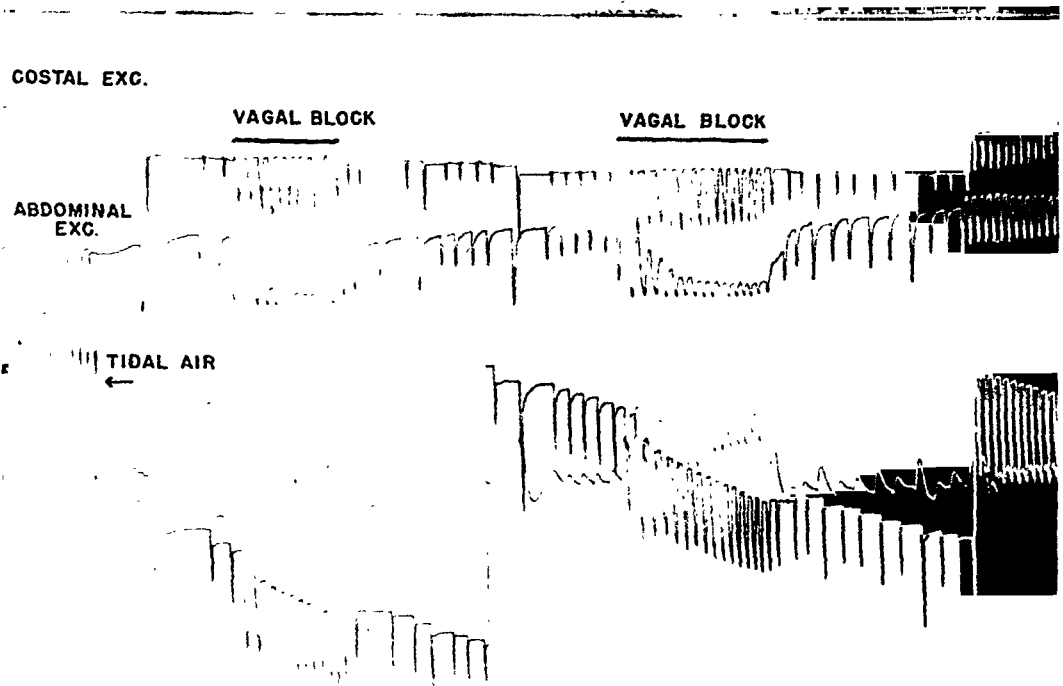 COSTAL EXC.
VAGAL BLOCK
VAGAL BLOCK
ABDOMINAL
EXC.
TIDAL AIR